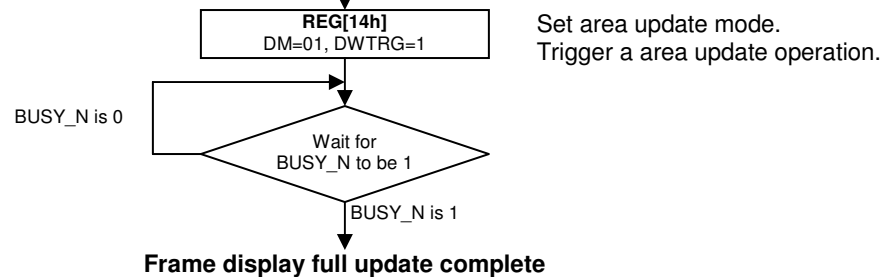 REG[14h]
DM=01, DWTRG=1
Set area update mode.
Trigger a area update operation.
BUSY_N is 0
Wait for
BUSY_N to be 1
BUSY_N is 1
Frame display full update complete